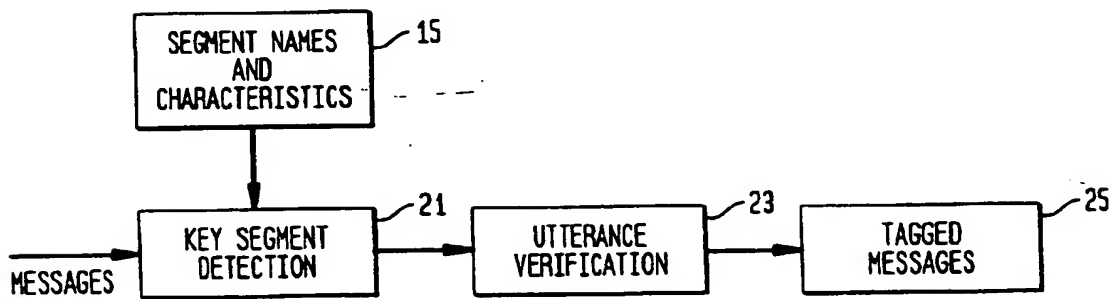 SEGMENT NAMES
AND
CHARACTERISTICS
15
MESSAGES
KEY SEGMENT
DETECTION
21
UTTERANCE
VERIFICATION
23
TAGGED
MESSAGES
25